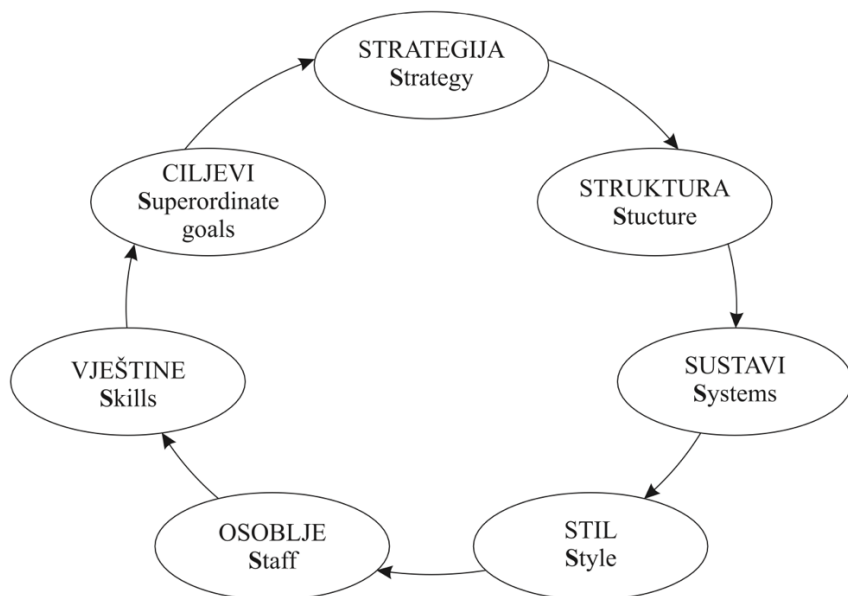 STRATEGIJA
Strategy
STRUKTURA
Stucture
SUSTAVI
Systems
STIL
Style
OSOBLJE
Staff
VJEŠTINE
Skills
CILJEVI
Superordinate
goals